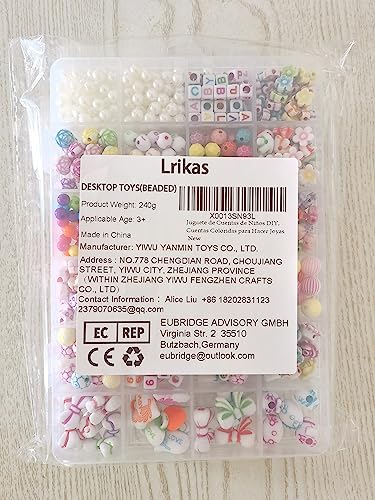 Lrikas
DESKTOP TOYS(BEADED)
Product Weight: 240g
Applicable Age: 3+
Made in China
X0013SN93L
Juguete de Cuentas de Niños DIY,
Cuentas Coloridas para Hacer Joyas
New
Manufacturer: YIWU YANMIN TOYS CO., LTD.
Address : NO.778 CHENGDIAN ROAD, CHOUJIANG
STREET, YIWU CITY, ZHEJIANG PROVINCE
(WITHIN ZHEJIANG YIWU FENGZHEN CRAFTS
CO., LTD.)
Contact Information : Alice Liu +86 18202831123
2379070635@qq.com
EC REP
EUBRIDGE ADVISORY GMBH
Virginia Str. 2 35510
Butzbach,Germany
eubridge@outlook.com
CE